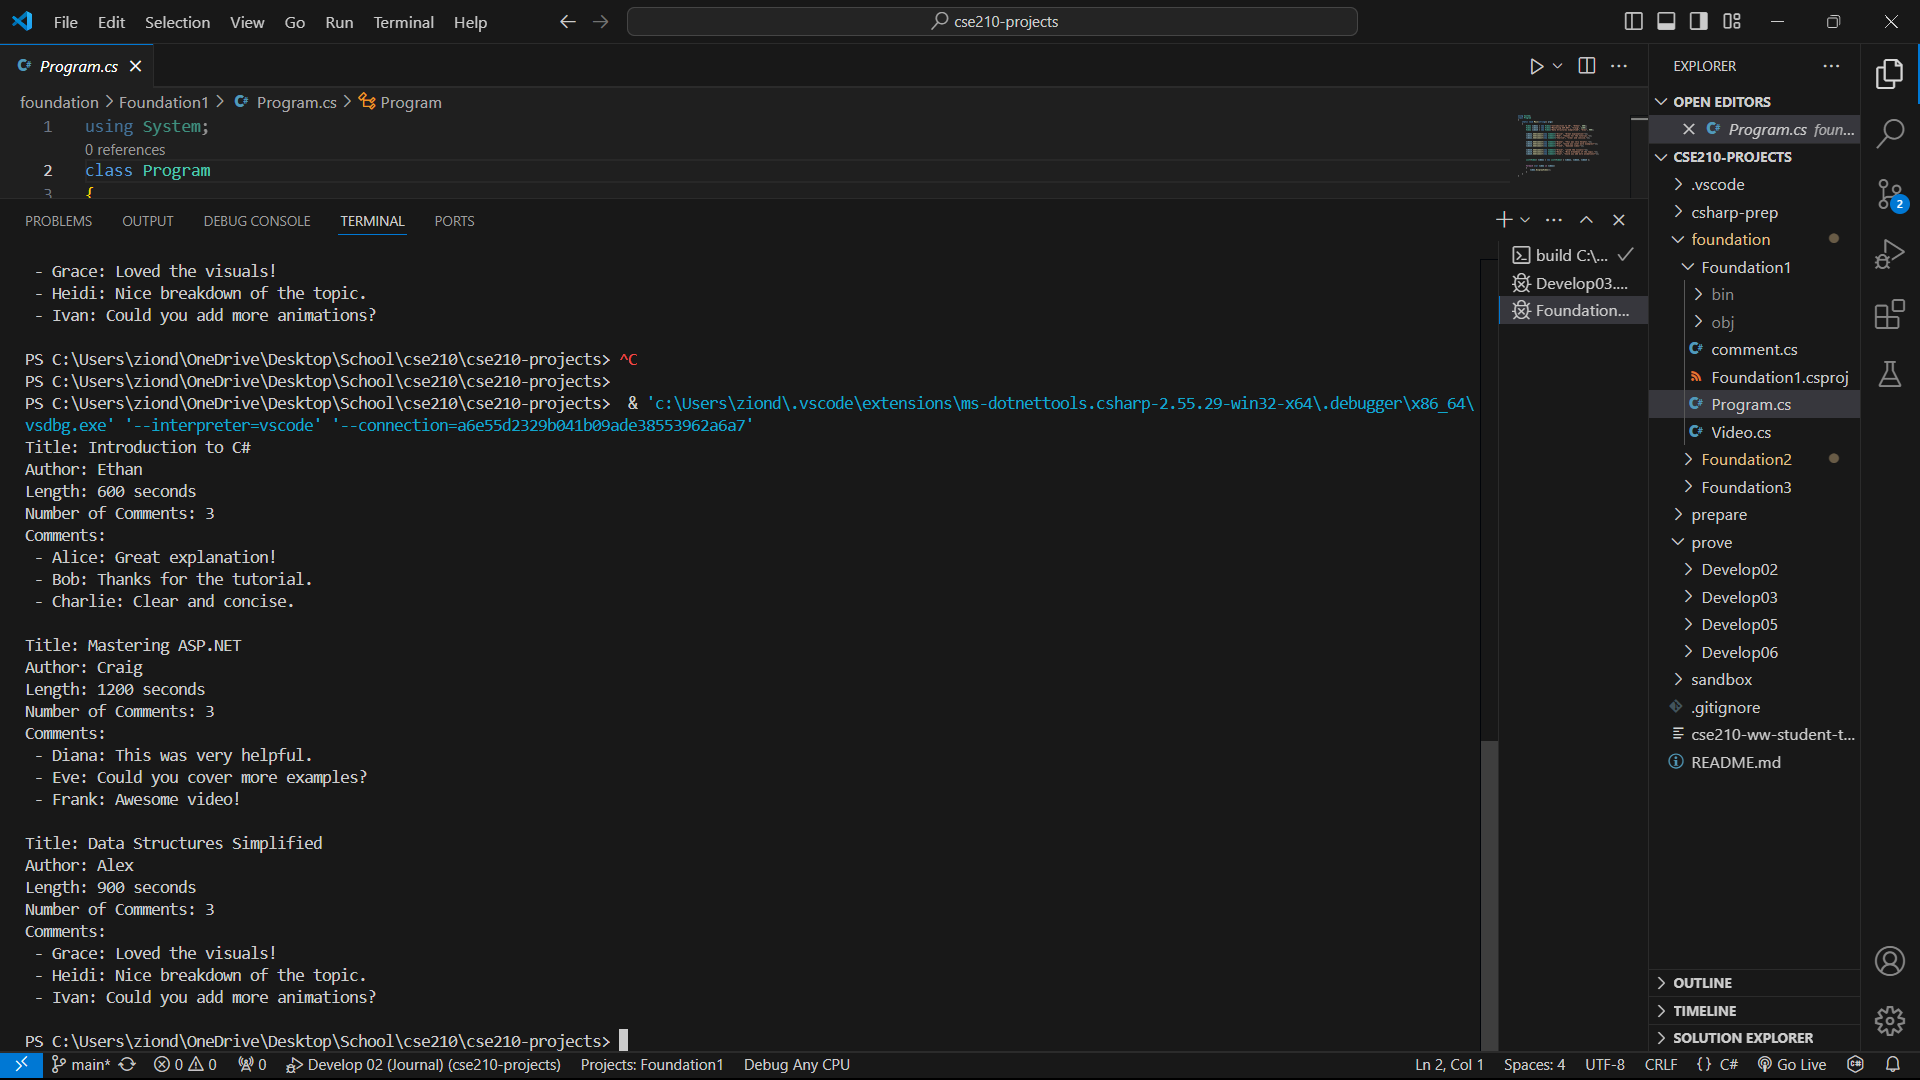 File Edit Selection View Go Run Terminal Help
cse210-projects
Program.cs
foundation > Foundation1 > Program.cs > Program
1 using System;
0 references
2 class Program
3 {
PROBLEMS OUTPUT DEBUG CONSOLE TERMINAL PORTS
- Grace: Loved the visuals!
- Heidi: Nice breakdown of the topic.
- Ivan: Could you add more animations?
PS C:\Users\ziond\OneDrive\Desktop\School\cse210\cse210-projects> ^C
PS C:\Users\ziond\OneDrive\Desktop\School\cse210\cse210-projects>
PS C:\Users\ziond\OneDrive\Desktop\School\cse210\cse210-projects>  & 'c:\Users\ziond\.vscode\extensions\ms-dotnettools.csharp-2.55.29-win32-x64\.debugger\x86_64\
vsdbg.exe' '--interpreter=vscode' '--connection=a6e55d2329b041b09ade38553962a6a7'
Title: Introduction to C#
Author: Ethan
Length: 600 seconds
Number of Comments: 3
Comments:
- Alice: Great explanation!
- Bob: Thanks for the tutorial.
- Charlie: Clear and concise.
Title: Mastering ASP.NET
Author: Craig
Length: 1200 seconds
Number of Comments: 3
Comments:
- Diana: This was very helpful.
- Eve: Could you cover more examples?
- Frank: Awesome video!
Title: Data Structures Simplified
Author: Alex
Length: 900 seconds
Number of Comments: 3
Comments:
- Grace: Loved the visuals!
- Heidi: Nice breakdown of the topic.
- Ivan: Could you add more animations?
PS C:\Users\ziond\OneDrive\Desktop\School\cse210\cse210-projects>
build C:\...
Develop03....
Foundation...
EXPLORER
OPEN EDITORS
Program.cs foun...
CSE210-PROJECTS
.vscode
csharp-prep
foundation
Foundation1
bin
obj
comment.cs
Foundation1.csproj
Program.cs
Video.cs
Foundation2
Foundation3
prepare
prove
Develop02
Develop03
Develop05
Develop06
sandbox
.gitignore
cse210-ww-student-t...
README.md
OUTLINE
TIMELINE
SOLUTION EXPLORER
2
main* 0 0 0 Develop 02 (Journal) (cse210-projects) Projects: Foundation1 Debug Any CPU Ln 2, Col 1 Spaces: 4 UTF-8 CRLF {} C# Go Live